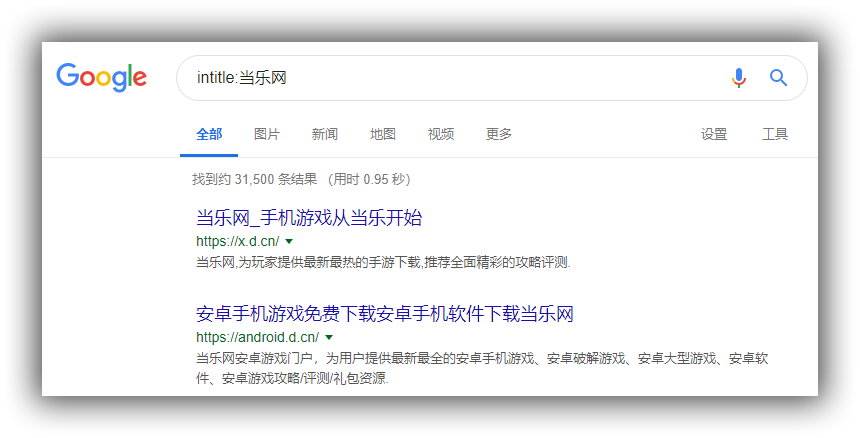 Google
intitle:当乐网
全部 图片 新闻 地图 视频 更多 设置 工具
找到约 31,500 条结果 （用时 0.95 秒）
当乐网_手机游戏从当乐开始
https://x.d.cn/
当乐网,为玩家提供最新最热的手游下载,推荐全面精彩的攻略评测.
安卓手机游戏免费下载安卓手机软件下载当乐网
https://android.d.cn/
当乐网安卓游戏门户，为用户提供最新最全的安卓手机游戏、安卓破解游戏、安卓大型游戏、安卓软
件、安卓游戏攻略/评测/礼包资源.